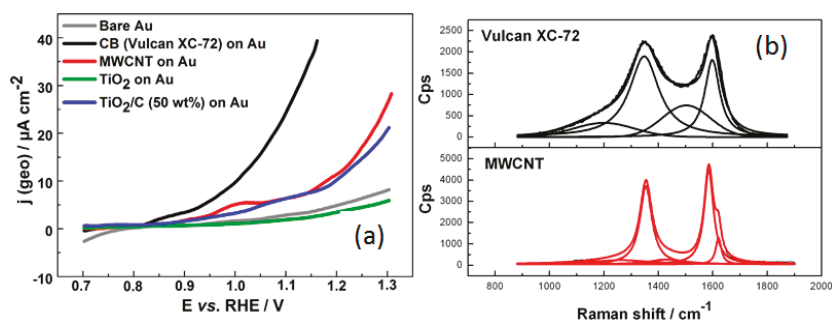 Bare Au
CB (Vulcan XC-72) on Au
MWCNT on Au
TiO2 on Au
TiO2/C (50 wt%) on Au
40
30
20
10
0
-10
j (geo) / µA cm-2
0.7 0.8 0.9 1.0 1.1 1.2 1.3
E vs. RHE / V
(a)
Vulcan XC-72
(b)
2500
2000
1500
1000
500
0
Cps
MWCNT
5000
4000
3000
2000
1000
0
Cps
800 1000 1200 1400 1600 1800 2000
Raman shift / cm-1